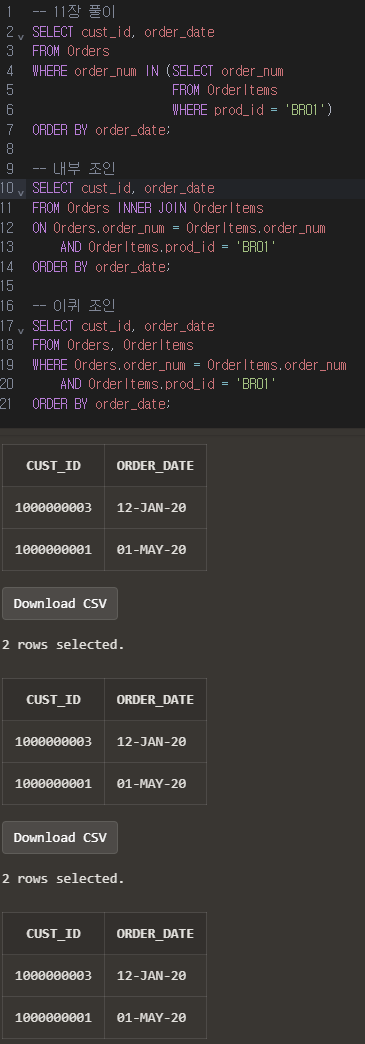 1 -- 11장 풀이
2 SELECT cust_id, order_date
3 FROM Orders
4 WHERE order_num IN (SELECT order_num
5 FROM OrderItems
6 WHERE prod_id = 'BR01')
7 ORDER BY order_date;
8
9 -- 내부 조인
10 SELECT cust_id, order_date
11 FROM Orders INNER JOIN OrderItems
12 ON Orders.order_num = OrderItems.order_num
13 AND OrderItems.prod_id = 'BR01'
14 ORDER BY order_date;
15
16 -- 이퀴 조인
17 SELECT cust_id, order_date
18 FROM Orders, OrderItems
19 WHERE Orders.order_num = OrderItems.order_num
20 AND OrderItems.prod_id = 'BR01'
21 ORDER BY order_date;
CUST_ID ORDER_DATE
1000000003 12-JAN-20
1000000001 01-MAY-20
Download CSV
2 rows selected.
CUST_ID ORDER_DATE
1000000003 12-JAN-20
1000000001 01-MAY-20
Download CSV
2 rows selected.
CUST_ID ORDER_DATE
1000000003 12-JAN-20
1000000001 01-MAY-20